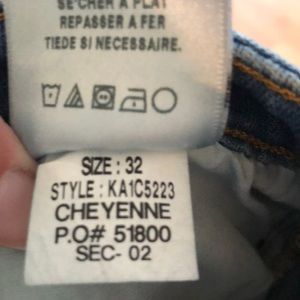 SECHER A PLAT
REPASSER A FER
TIEDE SI NECESSAIRE.
SIZE : 32
STYLE : KA1C5223
CHEYENNE
P.O# 51800
SEC- 02